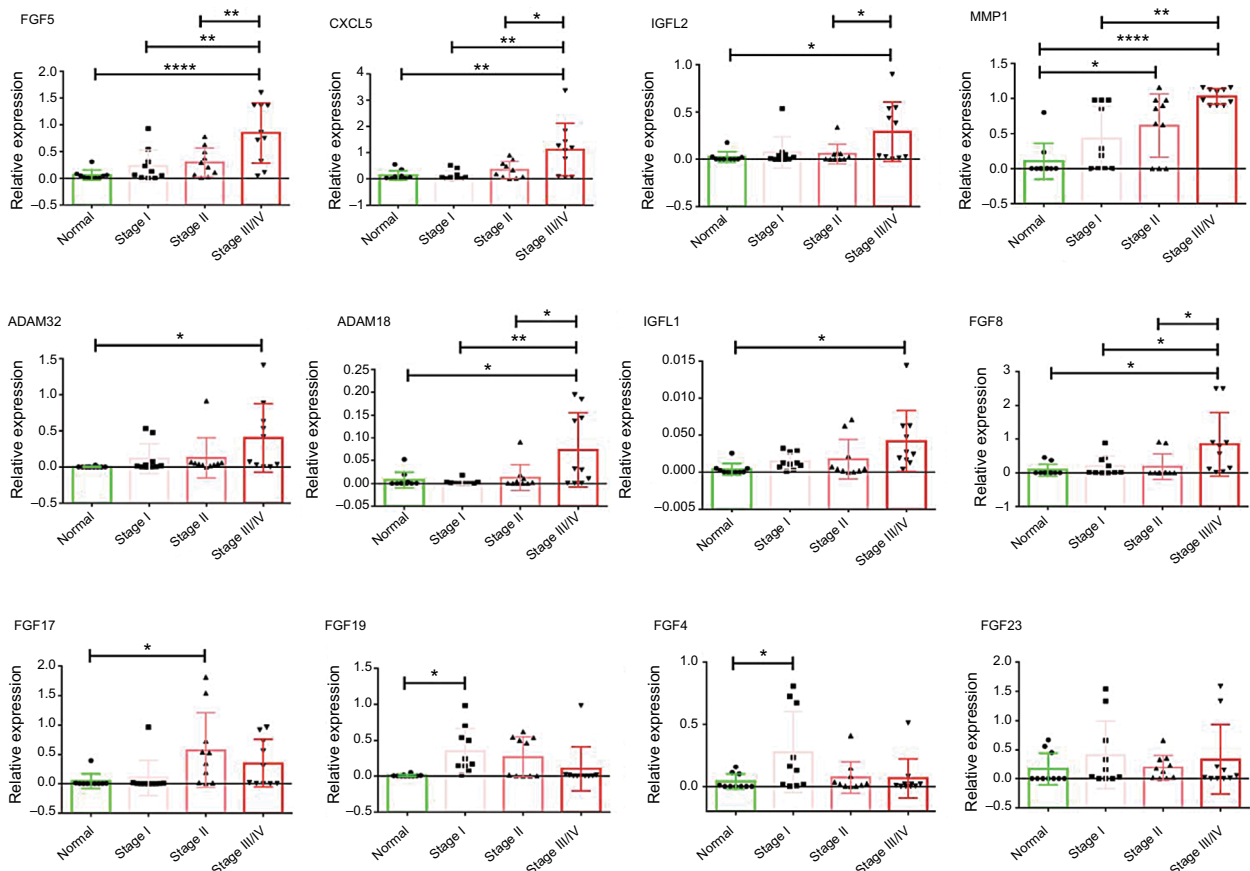 FGF5
**
**
****
Relative expression
2.0
1.5
1.0
0.5
0.0
–0.5
Normal
Stage I
Stage II
Stage III/IV
CXCL5
*
**
**
Relative expression
4
3
2
1
0
–1
Normal
Stage I
Stage II
Stage III/IV
IGFL2
*
*
Relative expression
1.0
0.5
0.0
–0.5
Normal
Stage I
Stage II
Stage III/IV
MMP1
**
****
*
Relative expression
1.5
1.0
0.5
0.0
–0.5
Normal
Stage I
Stage II
Stage III/IV
ADAM32
*
Relative expression
1.5
1.0
0.5
0.0
–0.5
Normal
Stage I
Stage II
Stage III/IV
ADAM18
*
**
*
Relative expression
0.25
0.20
0.15
0.10
0.05
0.00
–0.05
Normal
Stage I
Stage II
Stage III/IV
IGFL1
*
Relative expression
0.015
0.010
0.005
0.000
–0.005
Normal
Stage I
Stage II
Stage III/IV
FGF8
*
*
*
Relative expression
3
2
1
0
–1
Normal
Stage I
Stage II
Stage III/IV
FGF17
*
Relative expression
2.0
1.5
1.0
0.5
0.0
–0.5
Normal
Stage I
Stage II
Stage III/IV
FGF19
*
Relative expression
1.5
1.0
0.5
0.0
–0.5
Normal
Stage I
Stage II
Stage III/IV
FGF4
*
Relative expression
1.0
0.5
0.0
Normal
Stage I
Stage II
Stage III/IV
FGF23
Relative expression
2.0
1.5
1.0
0.5
0.0
–0.5
Normal
Stage I
Stage II
Stage III/IV